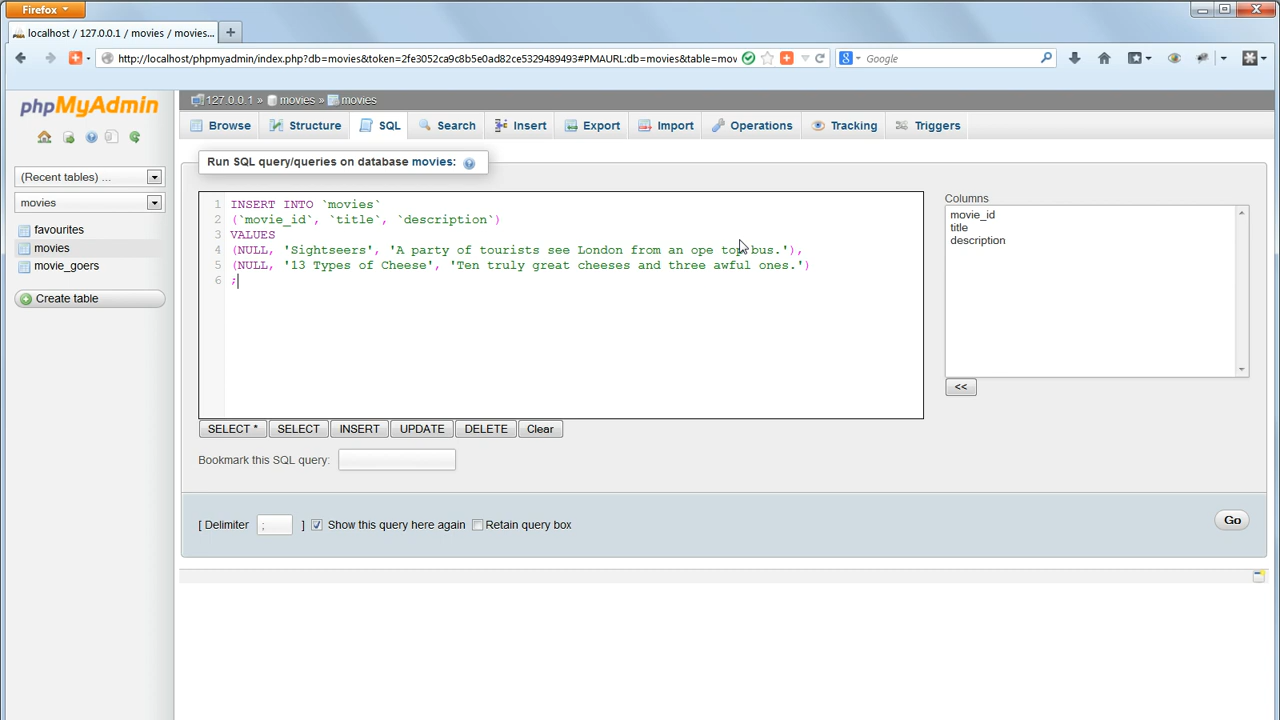 Firefox
localhost / 127.0.0.1 / movies / movies...
http://localhost/phpmyadmin/index.php?db=movies&token=2fe3052ca9c8b5e0ad82ce5329489493#PMAURL:db=movies&table=mov
Google
phpMyAdmin
127.0.0.1 » movies » movies
Browse Structure SQL Search Insert Export Import Operations Tracking Triggers
(Recent tables) ...
movies
favourites
movies
movie_goers
Create table
Run SQL query/queries on database movies:
1 INSERT INTO `movies`
2 (`movie_id`, `title`, `description`)
3 VALUES
4 (NULL, 'Sightseers', 'A party of tourists see London from an ope top bus.'),
5 (NULL, '13 Types of Cheese', 'Ten truly great cheeses and three awful ones.')
6 ;
Columns
movie_id
title
description
<<
SELECT * SELECT INSERT UPDATE DELETE Clear
Bookmark this SQL query:
[ Delimiter ; ] Show this query here again Retain query box
Go